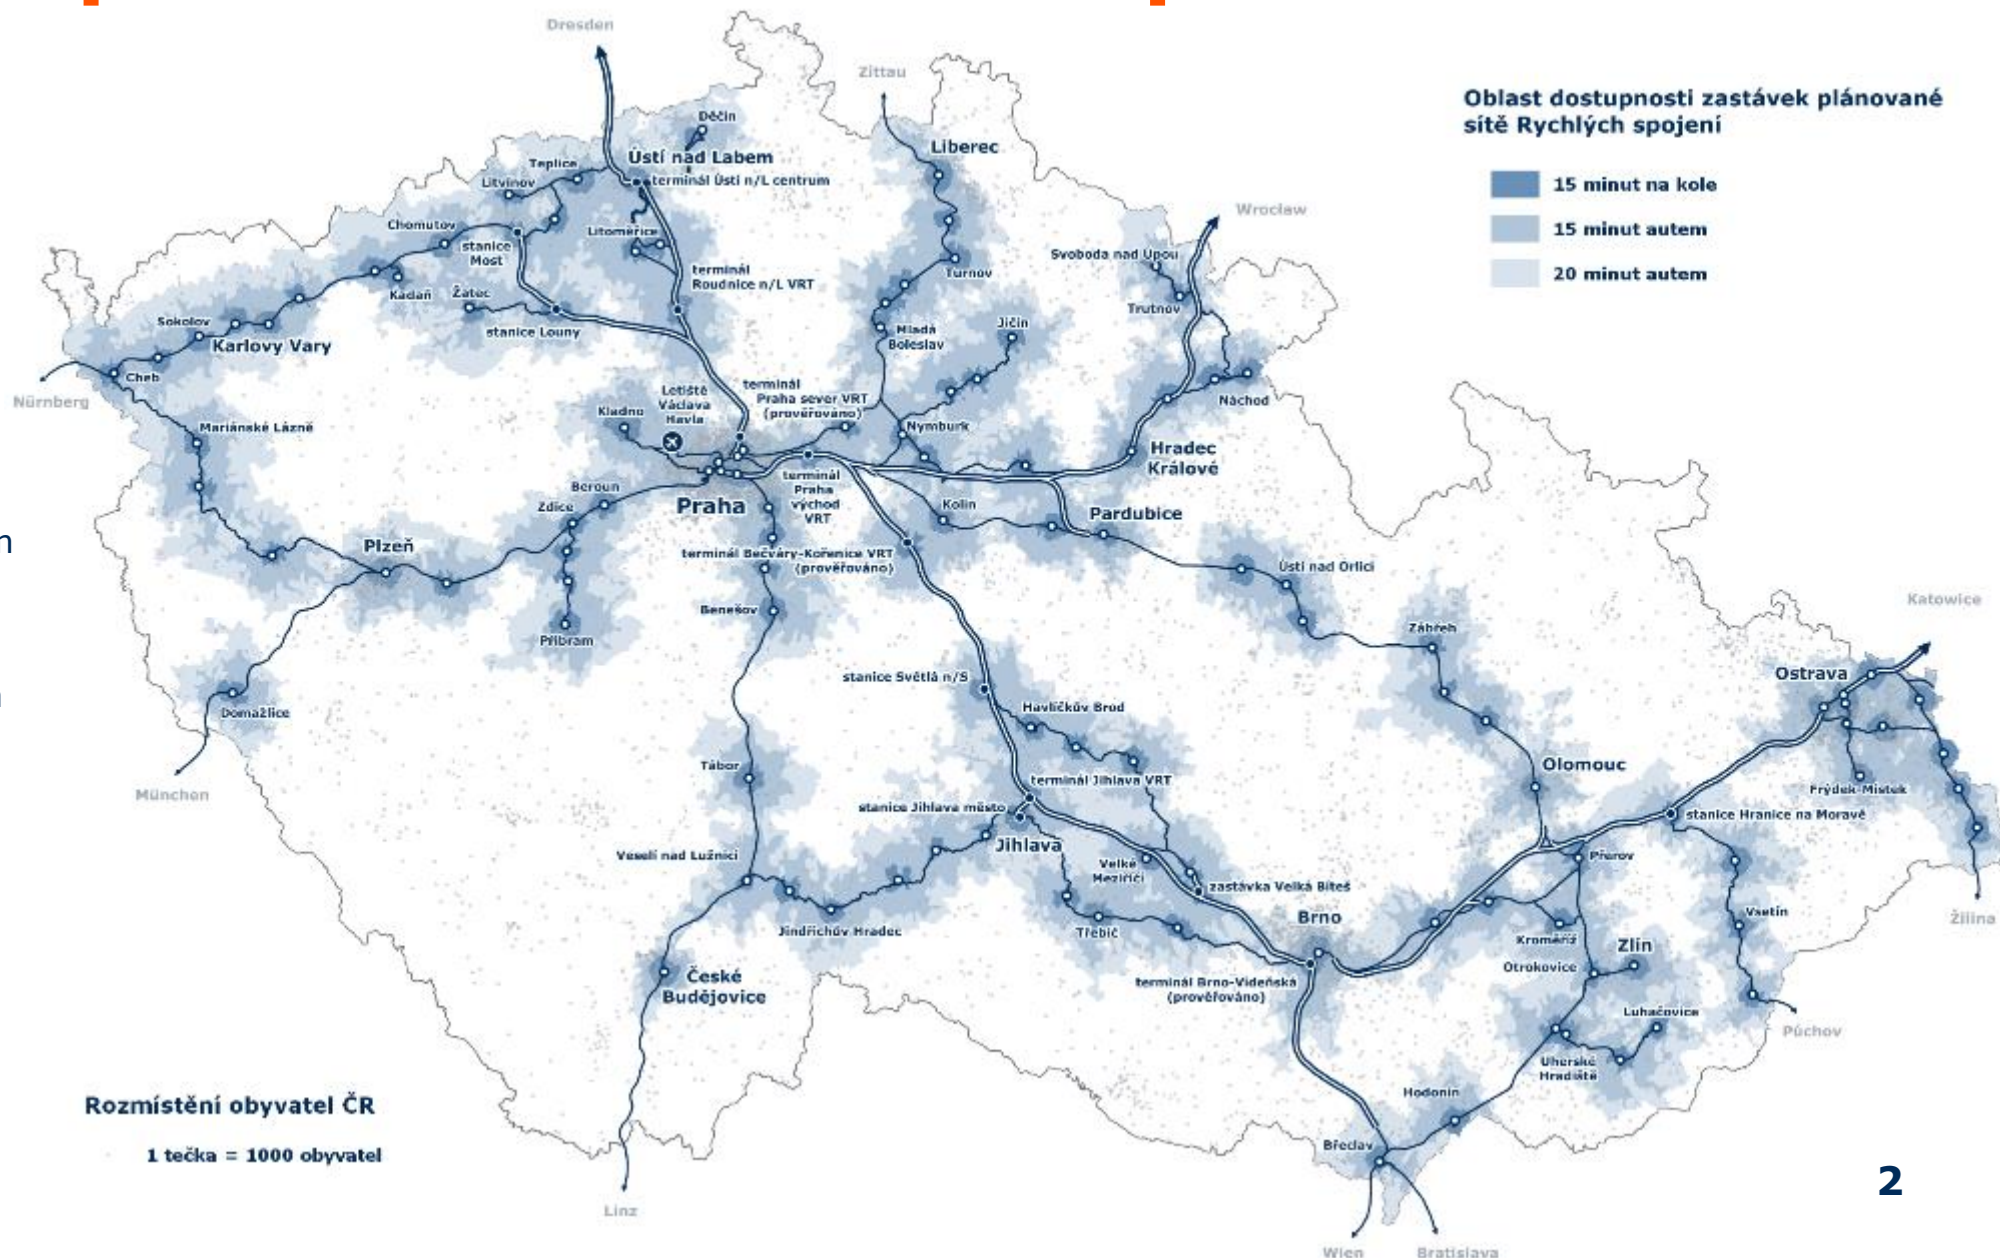 Dresden
Zittau
Oblast dostupnosti zastávek plánované
sítě Rychlých spojení
15 minut na kole
15 minut autem
20 minut autem
Děčín
Ústí nad Labem
terminál Ústí n/L centrum
Teplice
Litvínov
Liberec
Wrocław
Chomutov
stanice
Most
Litoměřice
terminál
Roudnice n/L VRT
Turnov
Svoboda nad Úpou
Trutnov
Kadaň
Žatec
stanice Louny
Sokolov
Karlovy Vary
Mladá
Boleslav
Jičín
Cheb
Nürnberg
Mariánské Lázně
Kladno
Letiště
Václava
Havla
terminál
Praha sever VRT
(prověřováno)
Nymburk
Náchod
Hradec
Králové
Beroun
Zdice
Praha
terminál
Praha
východ
VRT
Kolín
Pardubice
Plzeň
terminál Bečváry-Kořenice VRT
(prověřováno)
Ústí nad Orlicí
Benešov
Příbram
Zábřeh
Katowice
Domažlice
stanice Světlá n/S
Ostrava
Havlíčkův Brod
München
Tábor
terminál Jihlava VRT
Olomouc
Frýdek-Místek
stanice Jihlava město
stanice Hranice na Moravě
Jihlava
Veselí nad Lužnicí
Velké
Meziříčí
zastávka Velká Bíteš
Přerov
Brno
Vsetín
Žilina
Jindřichův Hradec
Třebíč
Kroměříž
Zlín
Otrokovice
České
Budějovice
terminál Brno-Vídeňská
(prověřováno)
Luhačovice
Púchov
Uherské
Hradiště
Hodonín
Rozmístění obyvatel ČR
1 tečka = 1000 obyvatel
Břeclav
2
Linz
Wien
Bratislava